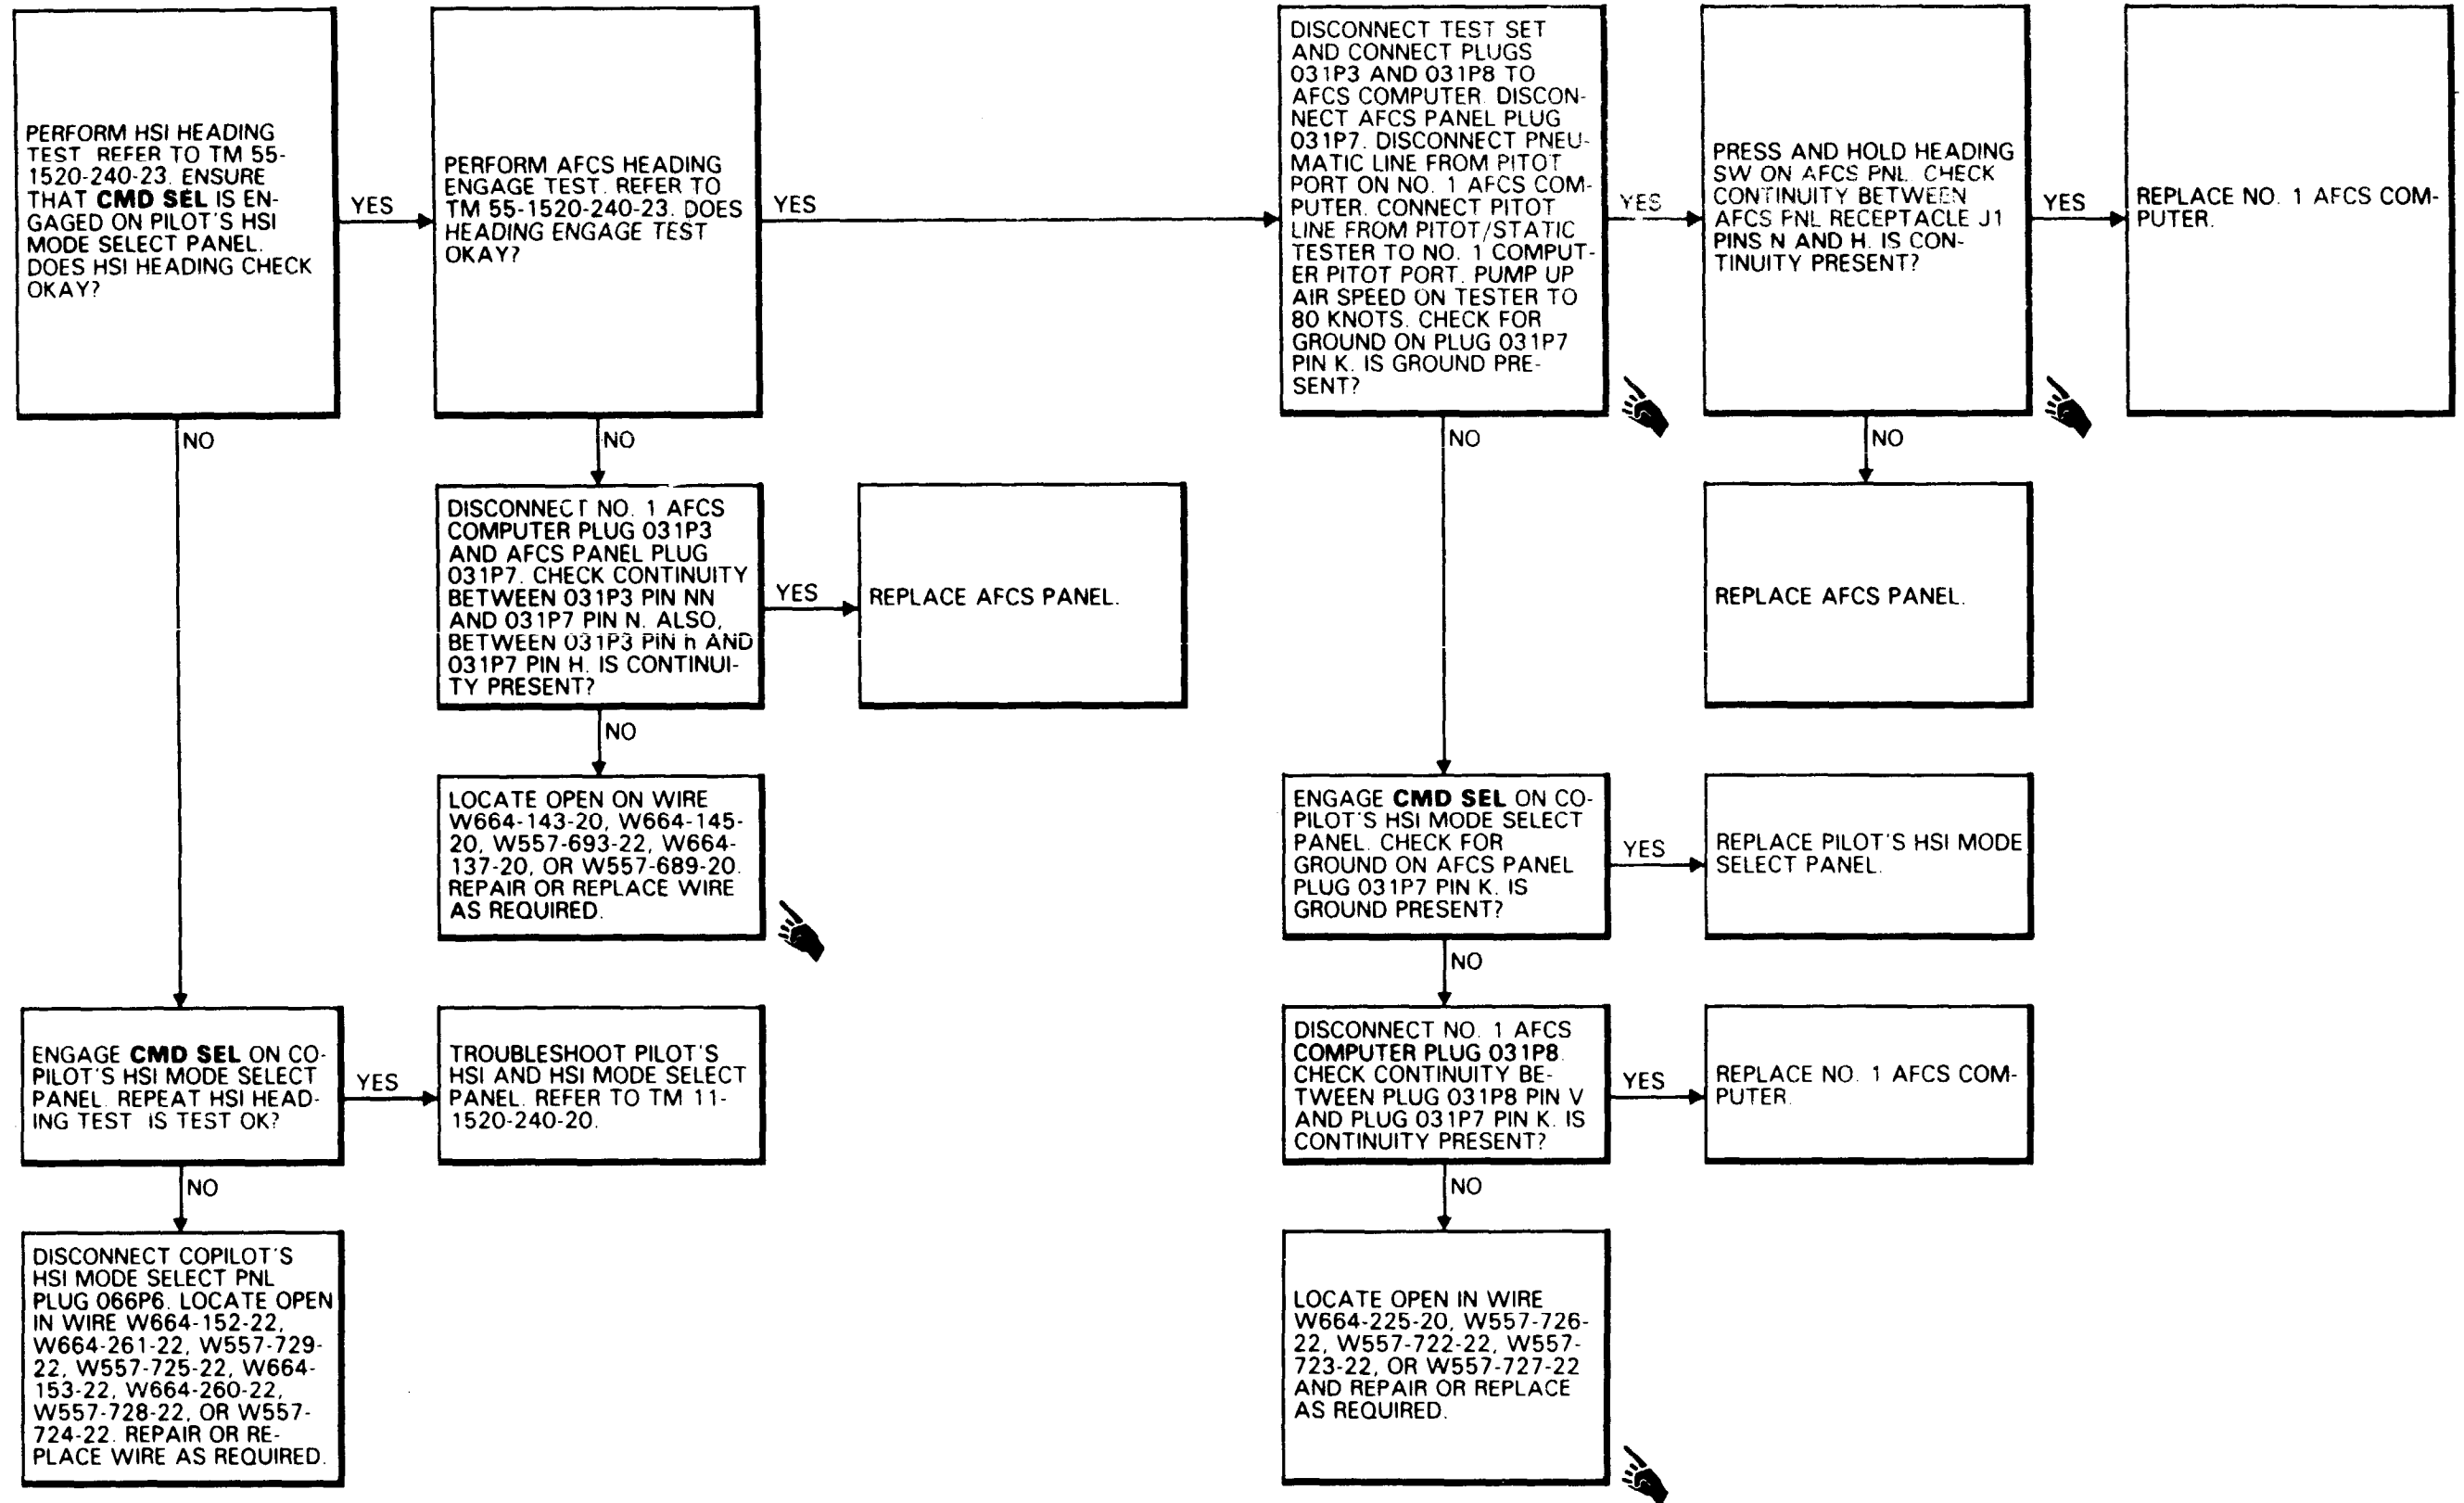 PERFORM HSI HEADING
TEST REFER TO TM 55-
1520-240-23. ENSURE
THAT CMD SEL IS EN-
GAGED ON PILOT'S HSI
MODE SELECT PANEL.
DOES HSI HEADING CHECK
OKAY?
YES
NO
PERFORM AFCS HEADING
ENGAGE TEST. REFER TO
TM 55-1520-240-23. DOES
HEADING ENGAGE TEST
OKAY?
YES
NO
DISCONNECT TEST SET
AND CONNECT PLUGS
031P3 AND 031P8 TO
AFCS COMPUTER. DISCON-
NECT AFCS PANEL PLUG
031P7. DISCONNECT PNEU-
MATIC LINE FROM PITOT
PORT ON NO. 1 AFCS COM-
PUTER. CONNECT PITOT
LINE FROM PITOT/STATIC
TESTER TO NO. 1 COMPUT-
ER PITOT PORT. PUMP UP
AIR SPEED ON TESTER TO
80 KNOTS. CHECK FOR
GROUND ON PLUG 031P7
PIN K. IS GROUND PRE-
SENT?
YES
NO
PRESS AND HOLD HEADING
SW ON AFCS PNL. CHECK
CONTINUITY BETWEEN
AFCS PNL RECEPTACLE J1
PINS N AND H. IS CON-
TINUITY PRESENT?
YES
NO
REPLACE NO. 1 AFCS COM-
PUTER.
DISCONNECT NO. 1 AFCS
COMPUTER PLUG 031P3
AND AFCS PANEL PLUG
031P7. CHECK CONTINUITY
BETWEEN 031P3 PIN NN
AND 031P7 PIN N. ALSO,
BETWEEN 031P3 PIN h AND
031P7 PIN H. IS CONTINUI-
TY PRESENT?
YES
NO
REPLACE AFCS PANEL.
REPLACE AFCS PANEL.
LOCATE OPEN ON WIRE
W664-143-20, W664-145-
20, W557-693-22, W664-
137-20, OR W557-689-20.
REPAIR OR REPLACE WIRE
AS REQUIRED.
ENGAGE CMD SEL ON CO-
PILOT'S HSI MODE SELECT
PANEL. CHECK FOR
GROUND ON AFCS PANEL
PLUG 031P7 PIN K. IS
GROUND PRESENT?
YES
NO
REPLACE PILOT'S HSI MODE
SELECT PANEL.
ENGAGE CMD SEL ON CO-
PILOT'S HSI MODE SELECT
PANEL. REPEAT HSI HEAD-
ING TEST IS TEST OK?
YES
NO
TROUBLESHOOT PILOT'S
HSI AND HSI MODE SELECT
PANEL. REFER TO TM 11-
1520-240-20.
DISCONNECT NO. 1 AFCS
COMPUTER PLUG 031P8.
CHECK CONTINUITY BE-
TWEEN PLUG 031P8 PIN V
AND PLUG 031P7 PIN K. IS
CONTINUITY PRESENT?
YES
NO
REPLACE NO. 1 AFCS COM-
PUTER.
DISCONNECT COPILOT'S
HSI MODE SELECT PNL
PLUG 066P6. LOCATE OPEN
IN WIRE W664-152-22,
W664-261-22, W557-729-
22, W557-725-22, W664-
153-22, W664-260-22,
W557-728-22, OR W557-
724-22. REPAIR OR RE-
PLACE WIRE AS REQUIRED.
LOCATE OPEN IN WIRE
W664-225-20, W557-726-
22, W557-722-22, W557-
723-22, OR W557-727-22
AND REPAIR OR REPLACE
AS REQUIRED.